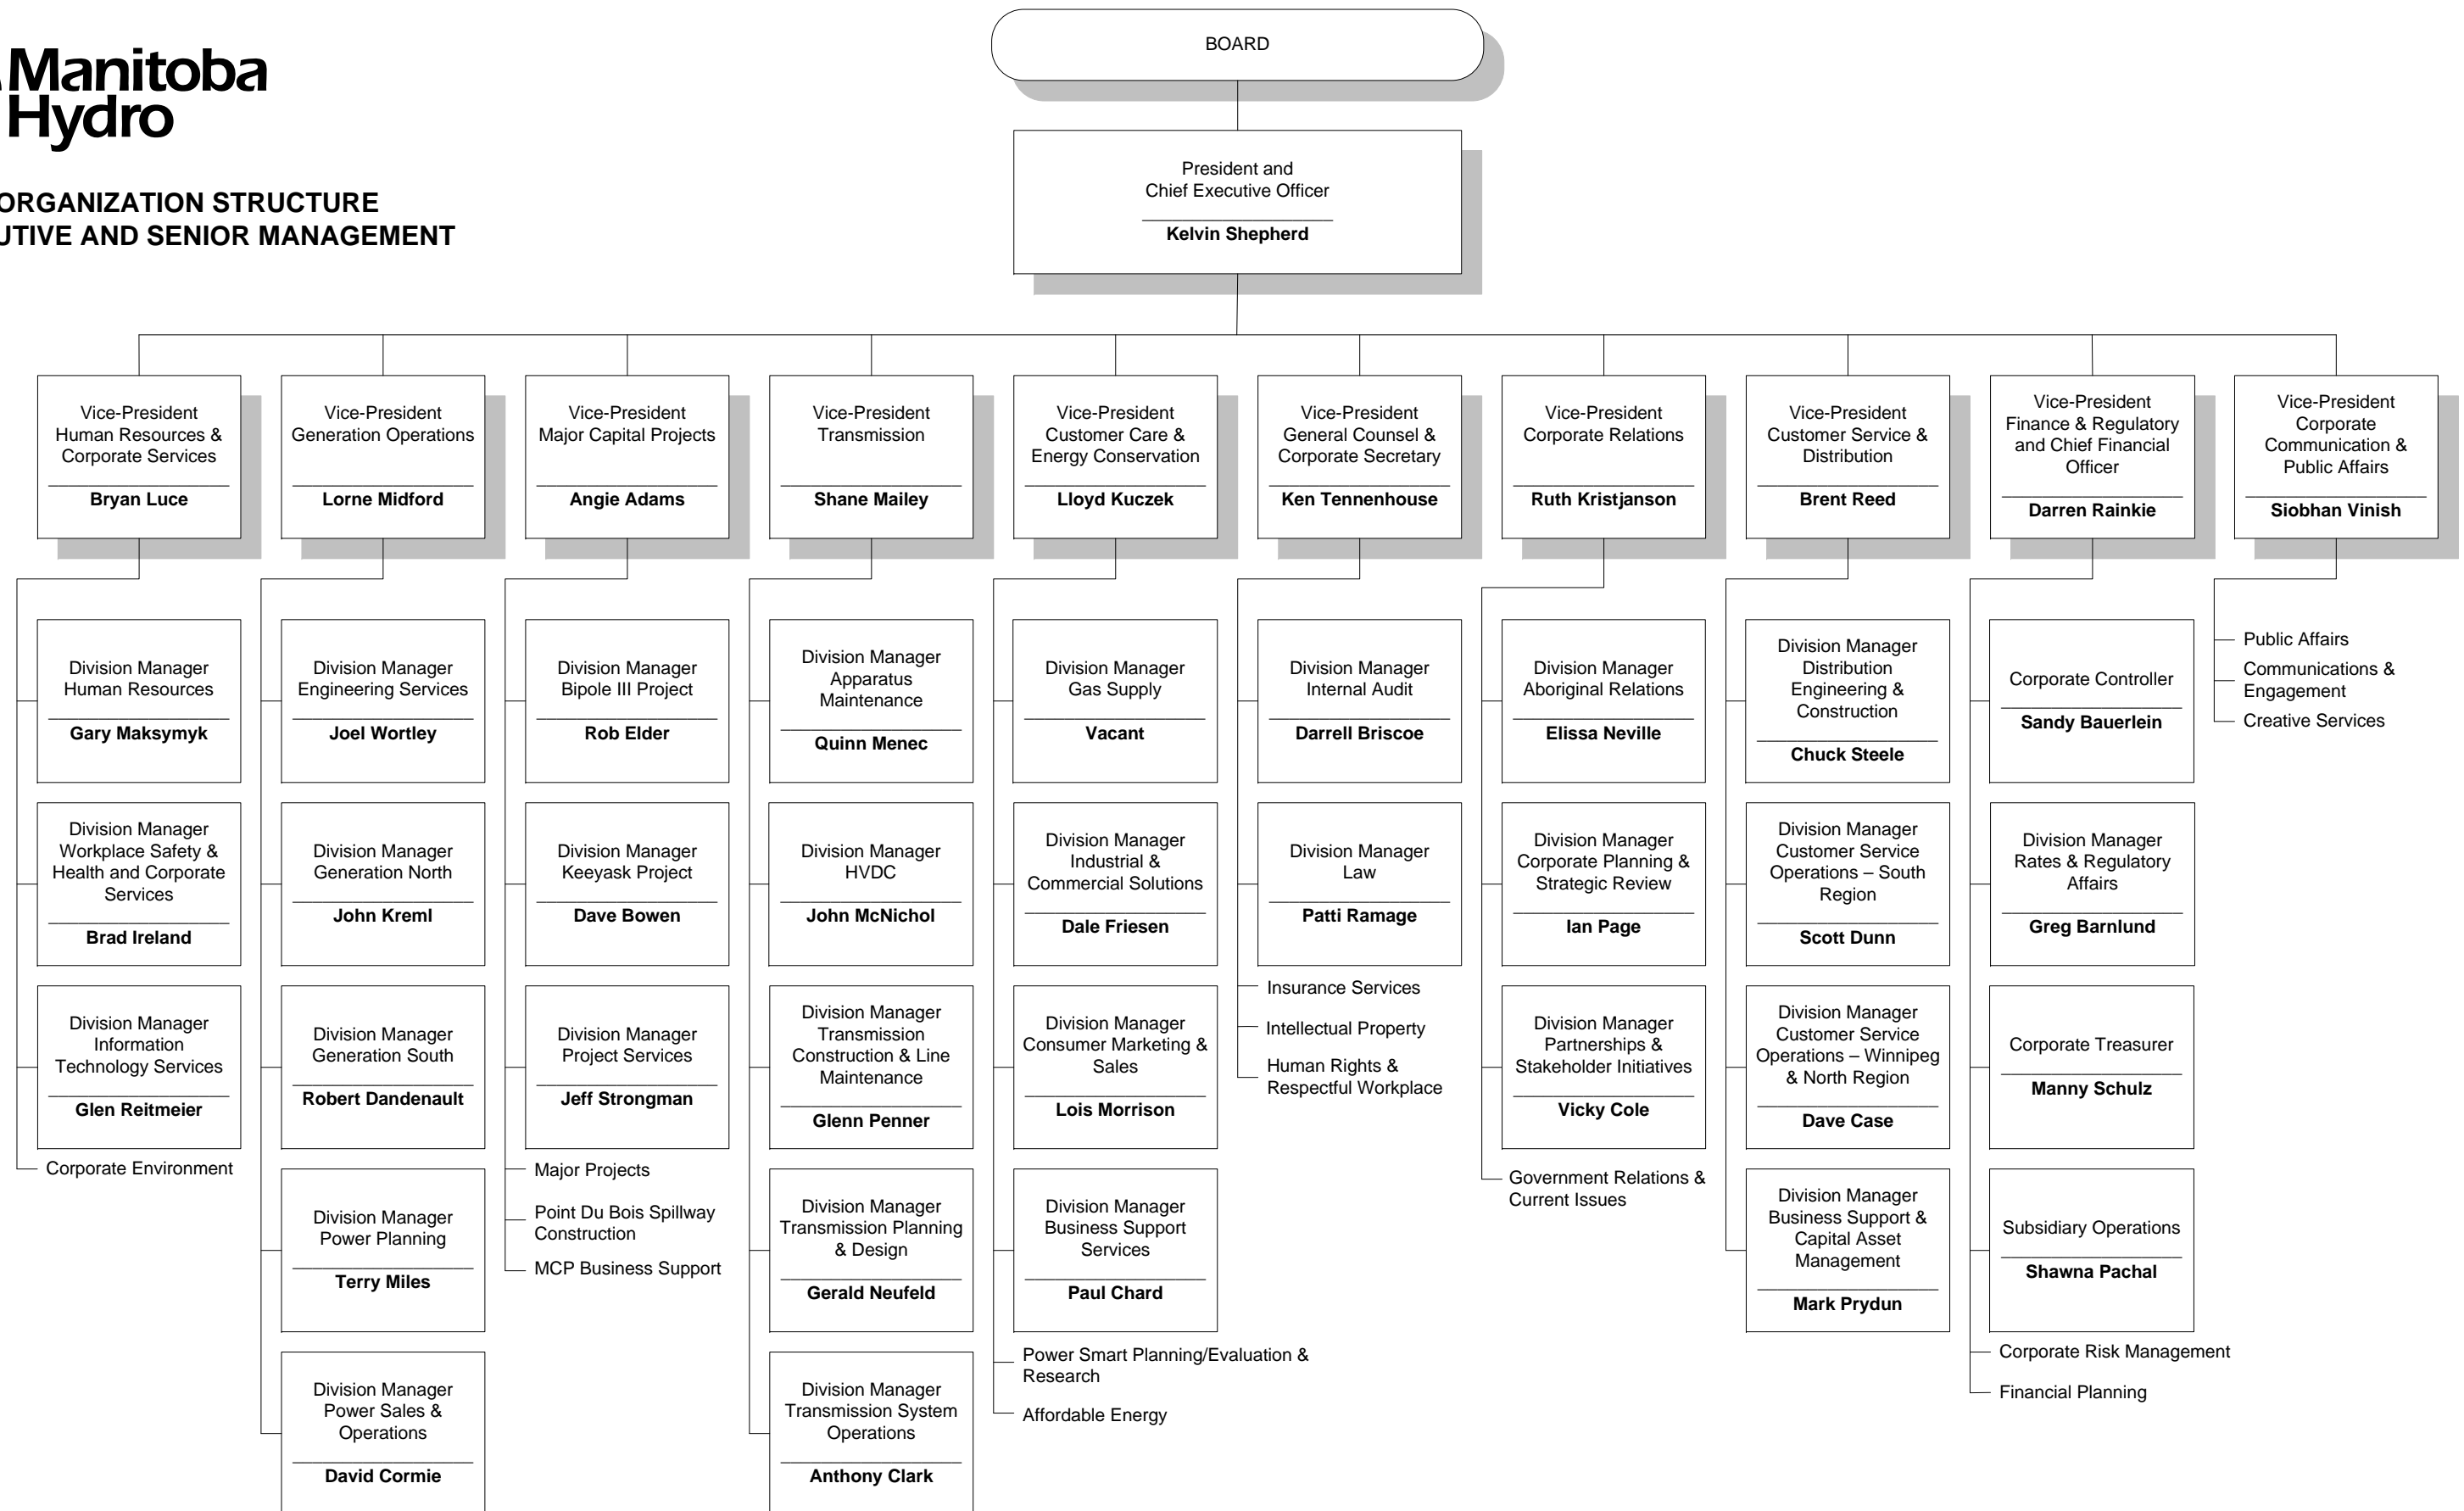 Manitoba
Hydro
ORGANIZATION STRUCTURE
UTIVE AND SENIOR MANAGEMENT
BOARD
President and
Chief Executive Officer
Kelvin Shepherd
Vice-President
Human Resources &
Corporate Services
Bryan Luce
Vice-President
Generation Operations
Lorne Midford
Vice-President
Major Capital Projects
Angie Adams
Vice-President
Transmission
Shane Mailey
Vice-President
Customer Care &
Energy Conservation
Lloyd Kuczek
Vice-President
General Counsel &
Corporate Secretary
Ken Tennenhouse
Vice-President
Corporate Relations
Ruth Kristjanson
Vice-President
Customer Service &
Distribution
Brent Reed
Vice-President
Finance & Regulatory
and Chief Financial
Officer
Darren Rainkie
Vice-President
Corporate
Communication &
Public Affairs
Siobhan Vinish
Division Manager
Human Resources
Gary Maksymyk
Division Manager
Workplace Safety &
Health and Corporate
Services
Brad Ireland
Division Manager
Information
Technology Services
Glen Reitmeier
Corporate Environment
Division Manager
Engineering Services
Joel Wortley
Division Manager
Generation North
John Kreml
Division Manager
Generation South
Robert Dandenault
Division Manager
Power Planning
Terry Miles
Division Manager
Power Sales &
Operations
David Cormie
Division Manager
Bipole III Project
Rob Elder
Division Manager
Keeyask Project
Dave Bowen
Division Manager
Project Services
Jeff Strongman
Major Projects
Point Du Bois Spillway
Construction
MCP Business Support
Division Manager
Apparatus
Maintenance
Quinn Menec
Division Manager
HVDC
John McNichol
Division Manager
Transmission
Construction & Line
Maintenance
Glenn Penner
Division Manager
Transmission Planning
& Design
Gerald Neufeld
Division Manager
Transmission System
Operations
Anthony Clark
Division Manager
Gas Supply
Vacant
Division Manager
Industrial &
Commercial Solutions
Dale Friesen
Division Manager
Consumer Marketing &
Sales
Lois Morrison
Division Manager
Business Support
Services
Paul Chard
Power Smart Planning/Evaluation &
Research
Affordable Energy
Division Manager
Internal Audit
Darrell Briscoe
Division Manager
Law
Patti Ramage
Insurance Services
Intellectual Property
Human Rights &
Respectful Workplace
Division Manager
Aboriginal Relations
Elissa Neville
Division Manager
Corporate Planning &
Strategic Review
Ian Page
Division Manager
Partnerships &
Stakeholder Initiatives
Vicky Cole
Government Relations &
Current Issues
Division Manager
Distribution
Engineering &
Construction
Chuck Steele
Division Manager
Customer Service
Operations – South
Region
Scott Dunn
Division Manager
Customer Service
Operations – Winnipeg
& North Region
Dave Case
Division Manager
Business Support &
Capital Asset
Management
Mark Prydun
Corporate Controller
Sandy Bauerlein
Division Manager
Rates & Regulatory
Affairs
Greg Barnlund
Corporate Treasurer
Manny Schulz
Subsidiary Operations
Shawna Pachal
Corporate Risk Management
Financial Planning
Public Affairs
Communications &
Engagement
Creative Services